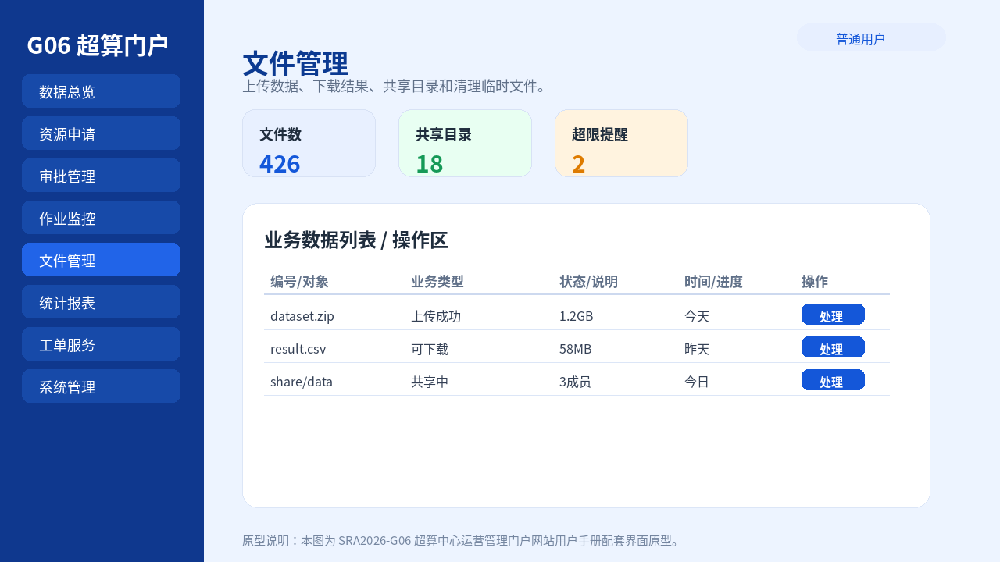 G06 超算门户
数据总览
资源申请
审批管理
作业监控
文件管理
统计报表
工单服务
系统管理
普通用户
文件管理
上传数据、下载结果、共享目录和清理临时文件。
文件数
426
共享目录
18
超限提醒
2
业务数据列表 / 操作区
编号/对象 业务类型 状态/说明 时间/进度 操作
dataset.zip 上传成功 1.2GB 今天 处理
result.csv 可下载 58MB 昨天 处理
share/data 共享中 3成员 今日 处理
原型说明：本图为 SRA2026-G06 超算中心运营管理门户网站用户手册配套界面原型。